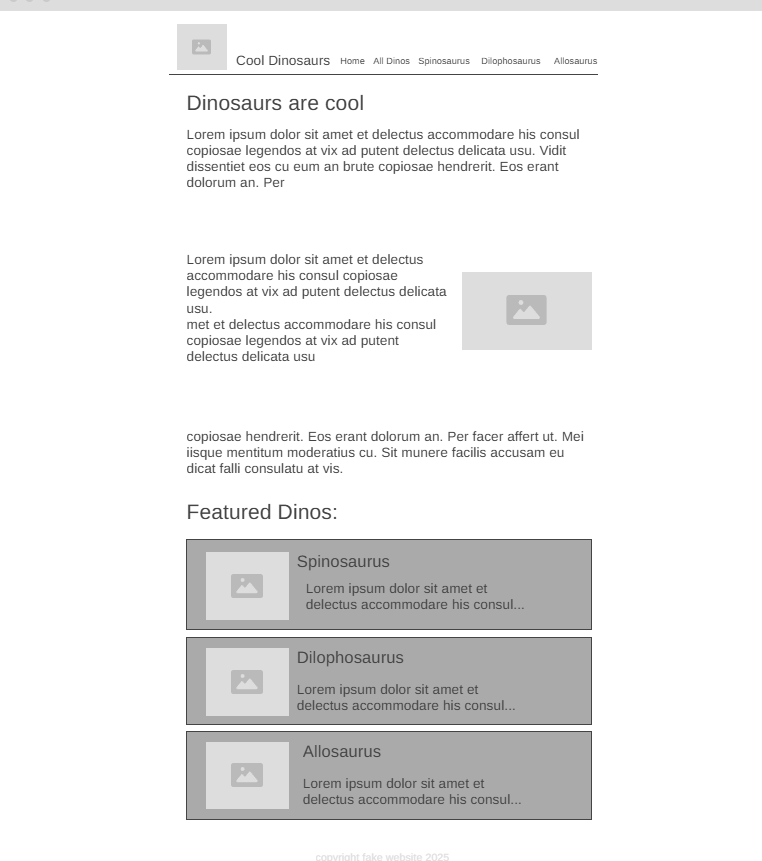 Cool Dinosaurs Home All Dinos Spinosaurus Dilophosaurus Allosaurus
Dinosaurs are cool
Lorem ipsum dolor sit amet et delectus accommodare his consul
copiosae legendos at vix ad putent delectus delicata usu. Vidit
dissentiet eos cu eum an brute copiosae hendrerit. Eos erant
dolorum an. Per
Lorem ipsum dolor sit amet et delectus
accommodare his consul copiosae
legendos at vix ad putent delectus delicata
usu.
met et delectus accommodare his consul
copiosae legendos at vix ad putent
delectus delicata usu
copiosae hendrerit. Eos erant dolorum an. Per facer affert ut. Mei
iisque mentitum moderatius cu. Sit munere facilis accusam eu
dicat falli consulatu at vis.
Featured Dinos:
Spinosaurus
Lorem ipsum dolor sit amet et
delectus accommodare his consul...
Dilophosaurus
Lorem ipsum dolor sit amet et
delectus accommodare his consul...
Allosaurus
Lorem ipsum dolor sit amet et
delectus accommodare his consul...
copyright fake website 2025